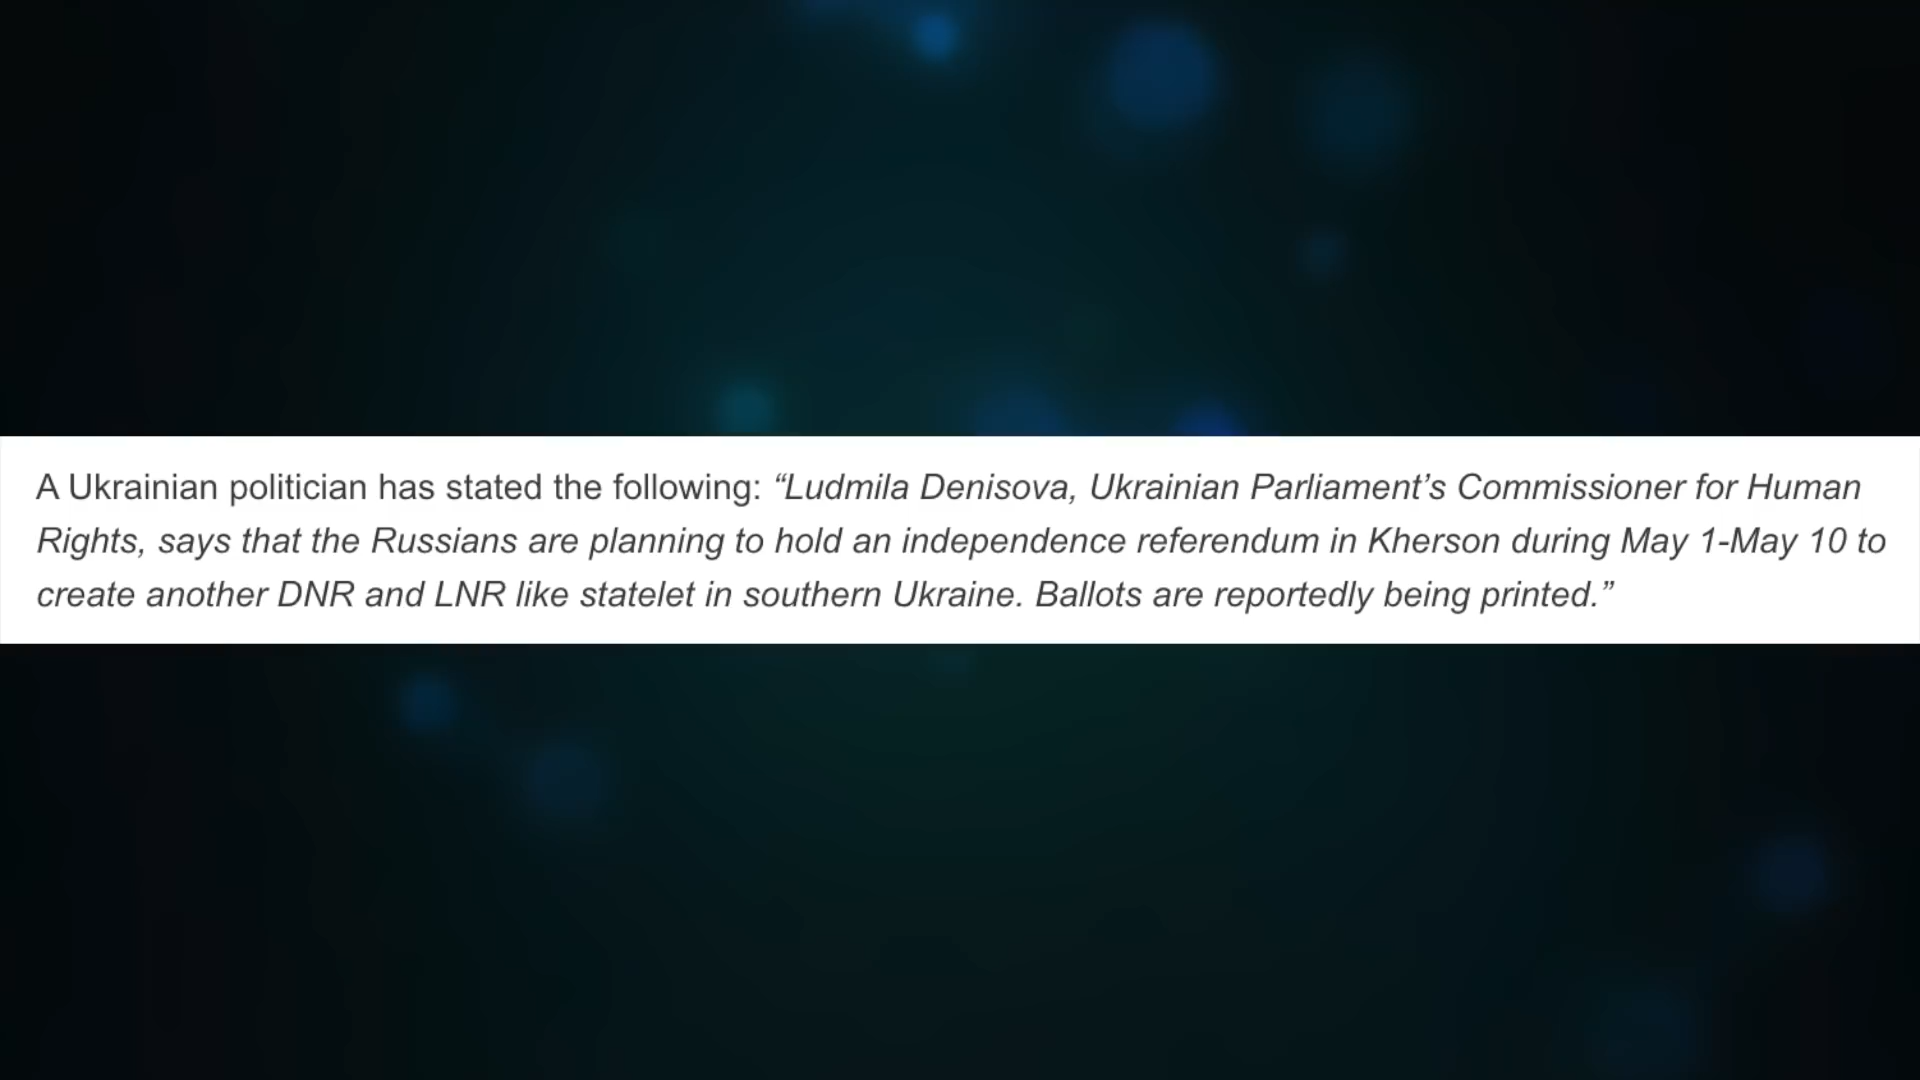 A Ukrainian politician has stated the following: “Ludmila Denisova, Ukrainian Parliament’s Commissioner for Human
Rights, says that the Russians are planning to hold an independence referendum in Kherson during May 1-May 10 to
create another DNR and LNR like statelet in southern Ukraine. Ballots are reportedly being printed.”